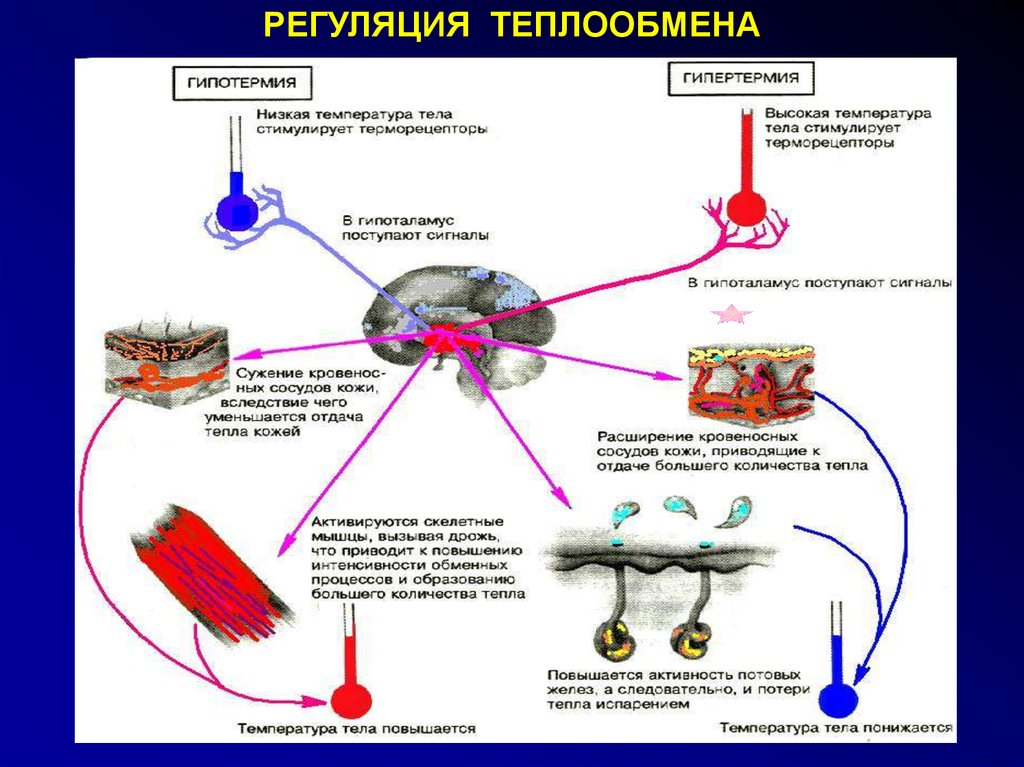 РЕГУЛЯЦИЯ ТЕПЛООБМЕНА
ГИПОТЕРМИЯ
Низкая температура тела
стимулирует терморецепторы
ГИПЕРТЕРМИЯ
Высокая температура
тела стимулирует
терморецепторы
В гипоталамус
поступают сигналы
В гипоталамус поступают сигналы
Сужение кровенос-
ных сосудов кожи,
вследствие чего
уменьшается отдача
тепла кожей
Расширение кровеносных
сосудов кожи, приводящие к
отдаче большего количества тепла
Активируются скелетные
мышцы, вызывая дрожь,
что приводит к повышению
интенсивности обменных
процессов и образованию
большего количества тепла
Повышается активность потовых
желез, а следовательно, и потери
тепла испарением
Температура тела повышается
Температура тела понижается